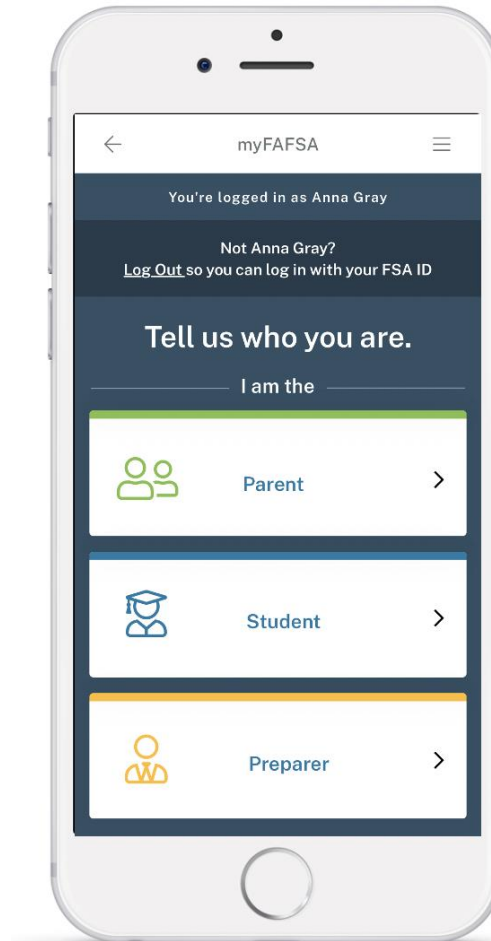 myFAFSA
You're logged in as Anna Gray
Not Anna Gray?
Log Out so you can log in with your FSA ID
Tell us who you are.
I am the
Parent
Student
Preparer